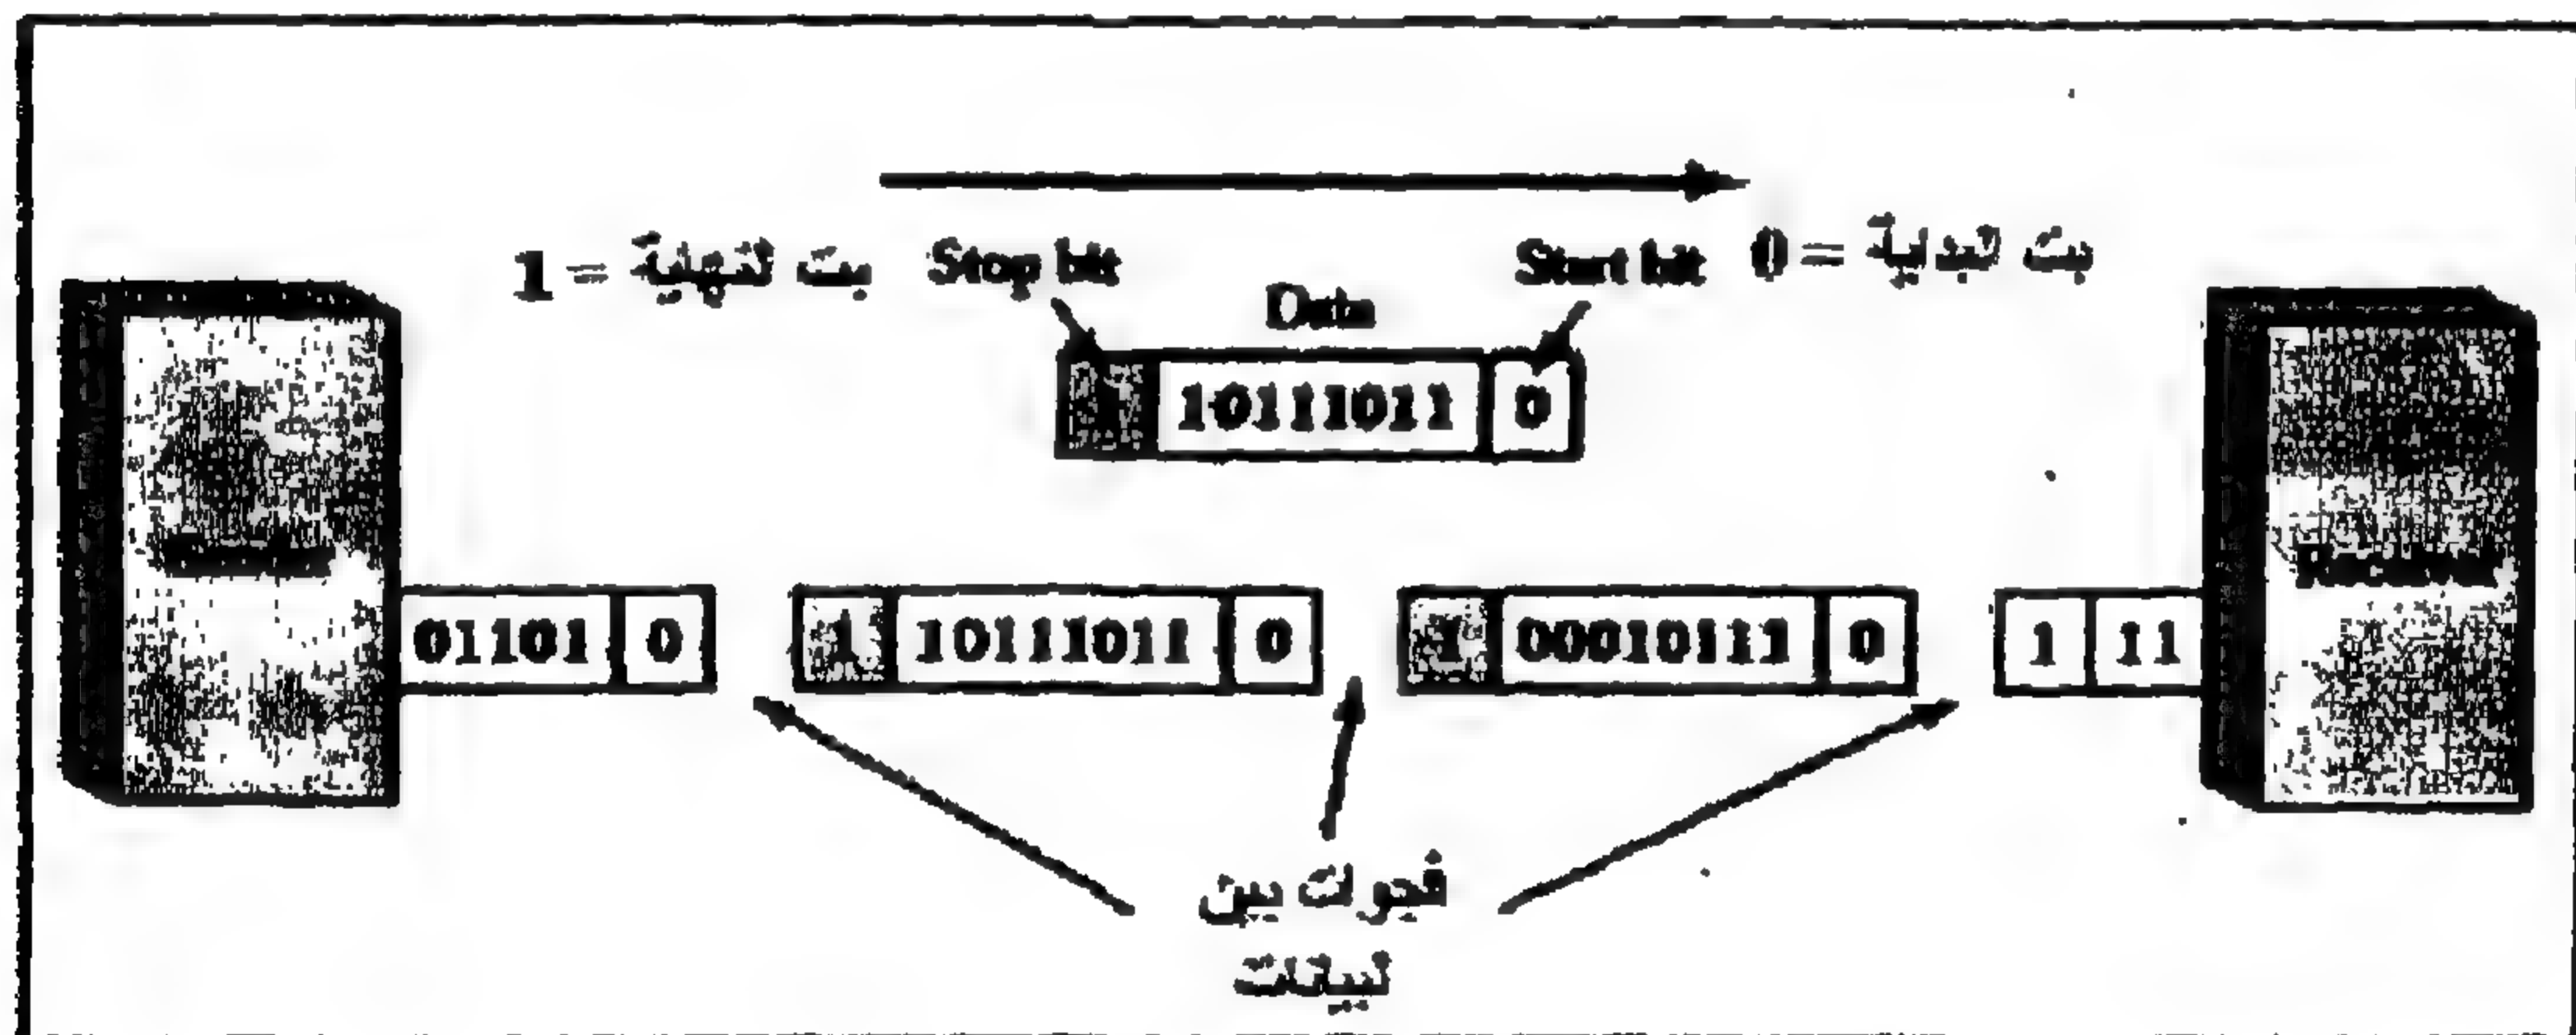 1 = بت النهاية Stop bit Start bit 0 = بت البداية
Data
1 10111011 0
01101 0 1 10111011 0 1 00010111 0 1 11
فجوات بين
البيانات